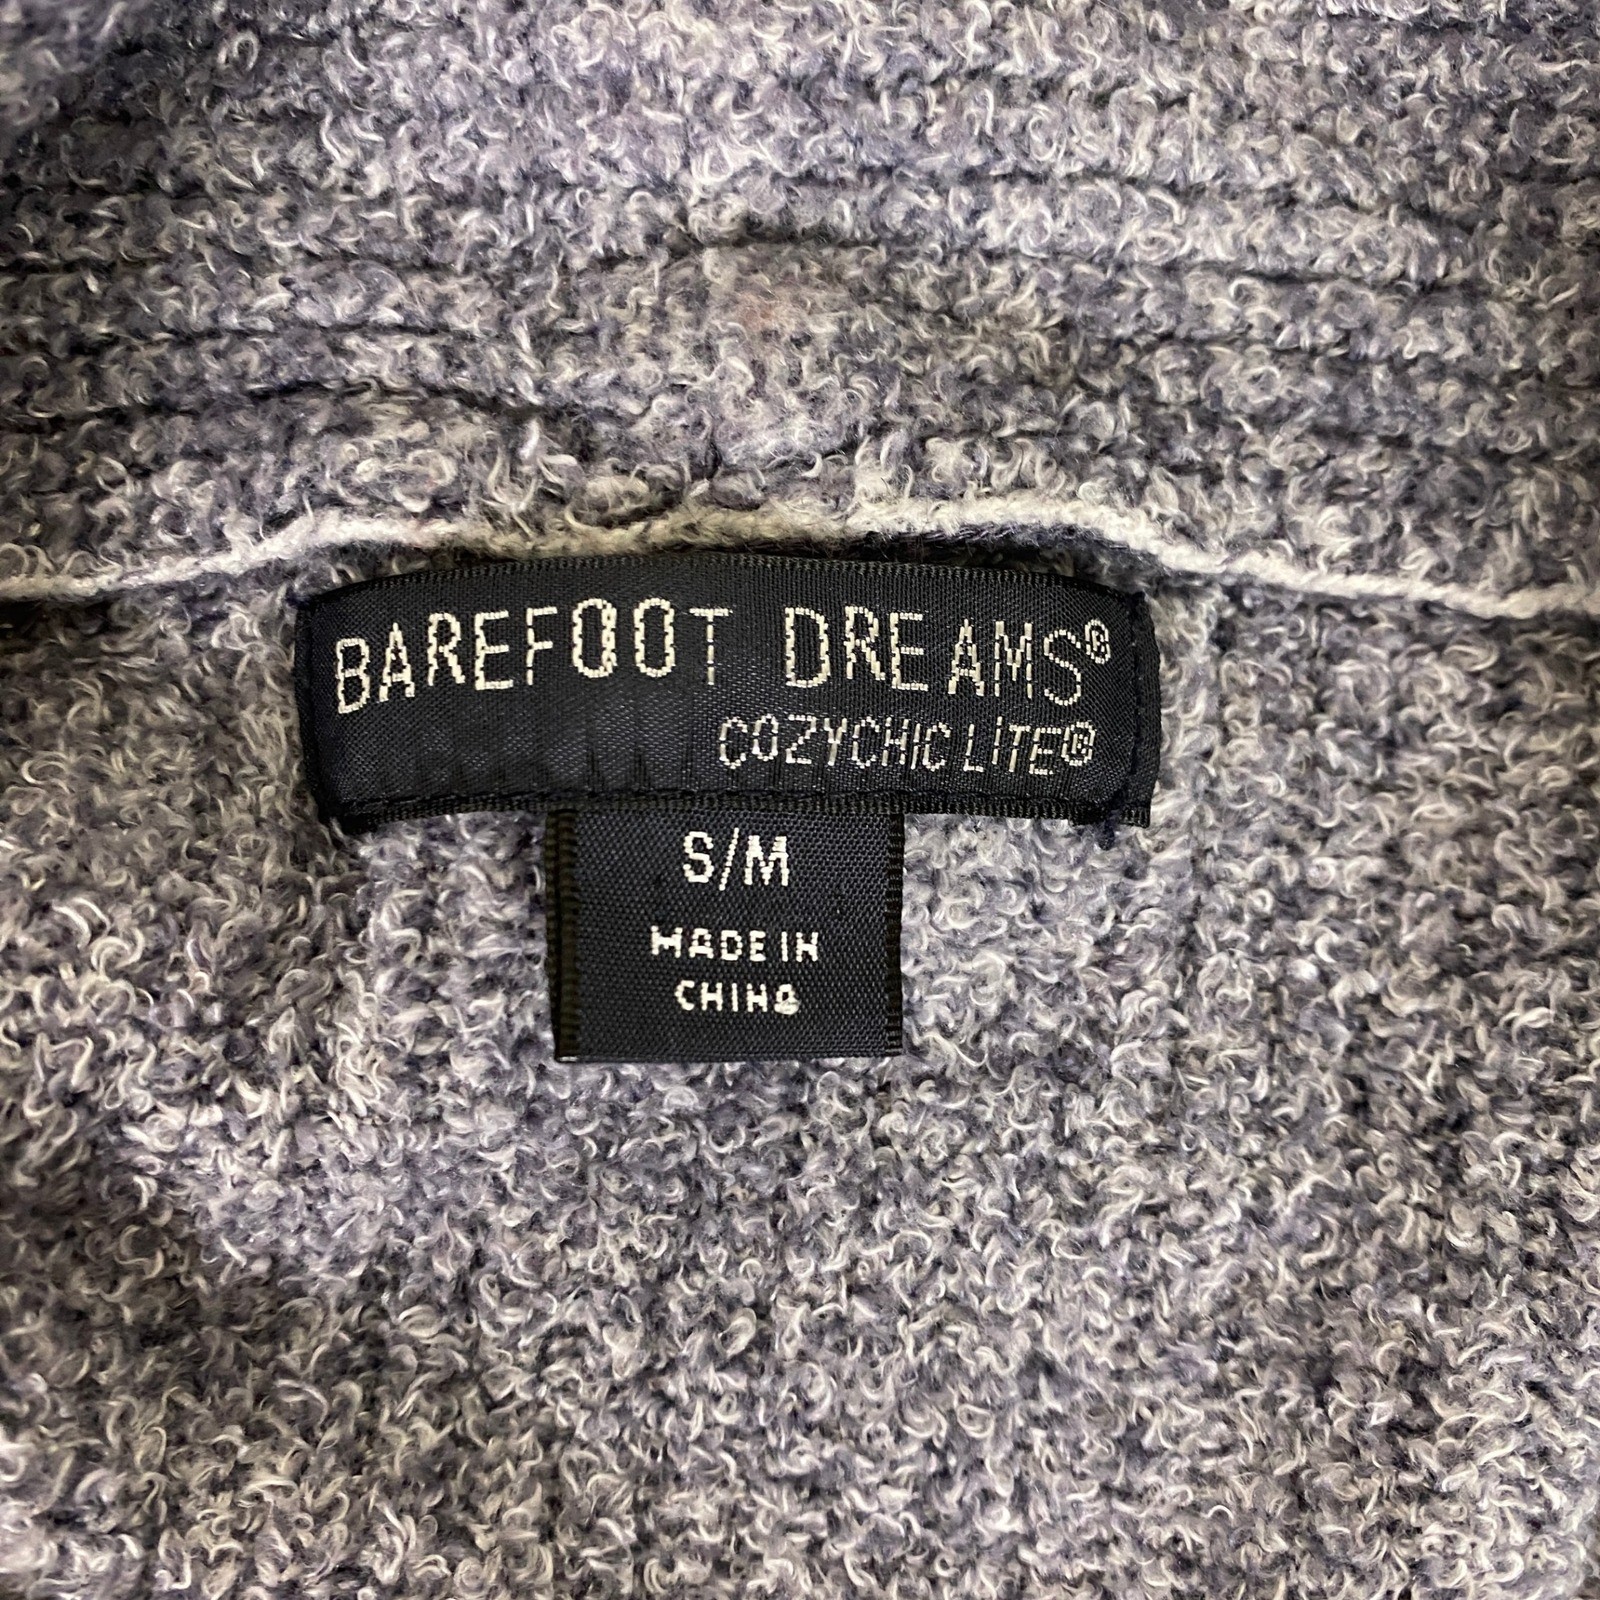 BAREFOOT DREAMS®
COZYCHIC LiTE®
S/M
MADE IN
CHINA